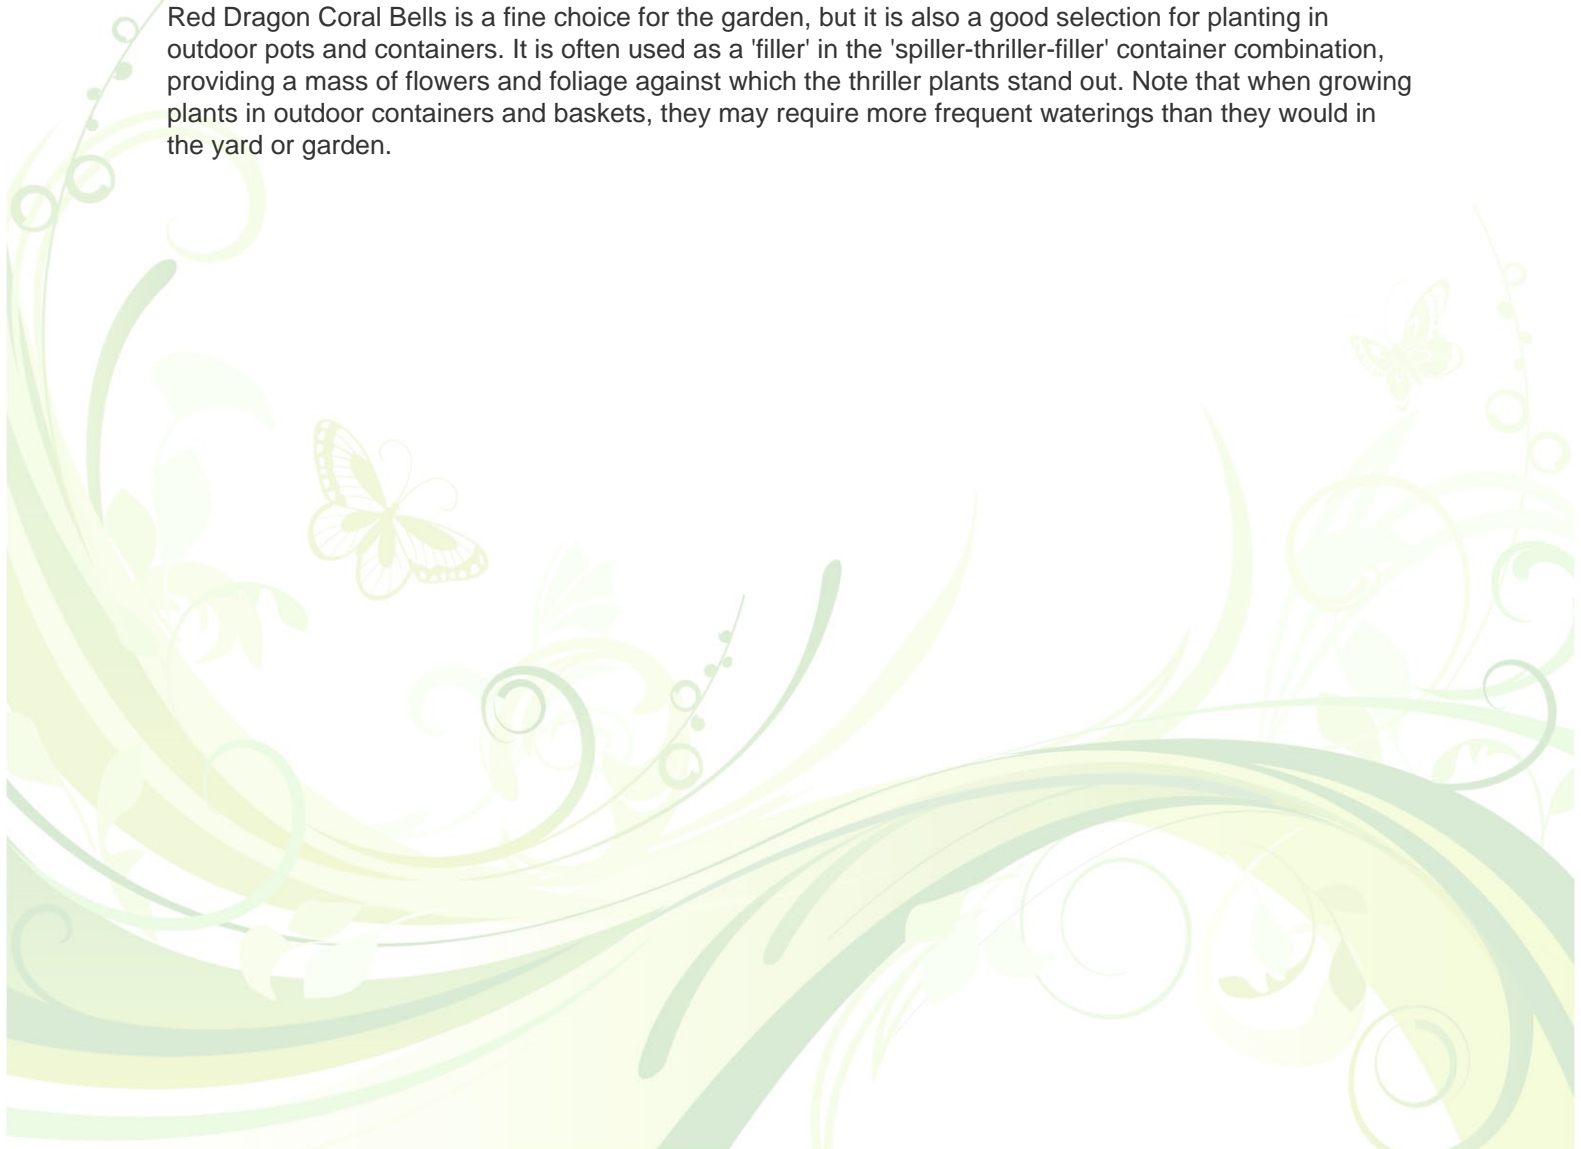 Red Dragon Coral Bells is a fine choice for the garden, but it is also a good selection for planting in
outdoor pots and containers. It is often used as a 'filler' in the 'spiller-thriller-filler' container combination,
providing a mass of flowers and foliage against which the thriller plants stand out. Note that when growing
plants in outdoor containers and baskets, they may require more frequent waterings than they would in
the yard or garden.